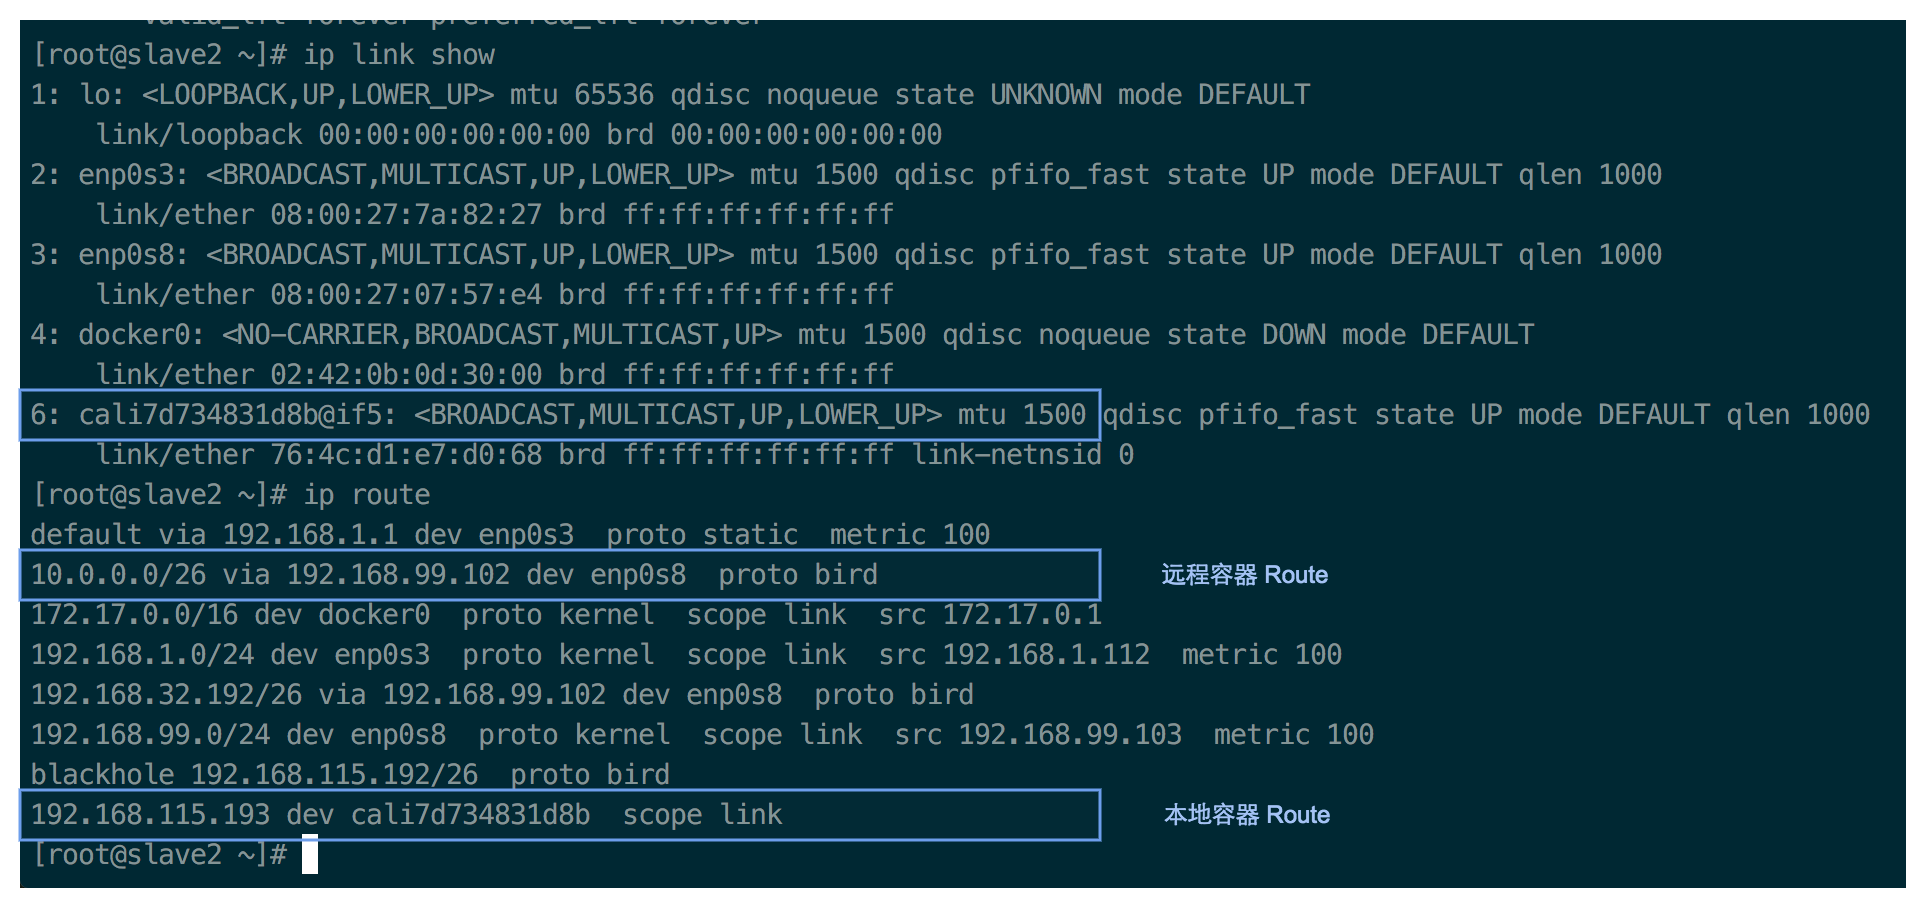 valid_lft forever preferred_lft forever
[root@slave2 ~]# ip link show
1: lo: <LOOPBACK,UP,LOWER_UP> mtu 65536 qdisc noqueue state UNKNOWN mode DEFAULT
    link/loopback 00:00:00:00:00:00 brd 00:00:00:00:00:00
2: enp0s3: <BROADCAST,MULTICAST,UP,LOWER_UP> mtu 1500 qdisc pfifo_fast state UP mode DEFAULT qlen 1000
    link/ether 08:00:27:7a:82:27 brd ff:ff:ff:ff:ff:ff
3: enp0s8: <BROADCAST,MULTICAST,UP,LOWER_UP> mtu 1500 qdisc pfifo_fast state UP mode DEFAULT qlen 1000
    link/ether 08:00:27:07:57:e4 brd ff:ff:ff:ff:ff:ff
4: docker0: <NO-CARRIER,BROADCAST,MULTICAST,UP> mtu 1500 qdisc noqueue state DOWN mode DEFAULT
    link/ether 02:42:0b:0d:30:00 brd ff:ff:ff:ff:ff:ff
6: cali7d734831d8b@if5: <BROADCAST,MULTICAST,UP,LOWER_UP> mtu 1500 qdisc pfifo_fast state UP mode DEFAULT qlen 1000
    link/ether 76:4c:d1:e7:d0:68 brd ff:ff:ff:ff:ff:ff link-netnsid 0
[root@slave2 ~]# ip route
default via 192.168.1.1 dev enp0s3  proto static  metric 100
10.0.0.0/26 via 192.168.99.102 dev enp0s8  proto bird 远程容器 Route
172.17.0.0/16 dev docker0  proto kernel  scope link  src 172.17.0.1
192.168.1.0/24 dev enp0s3  proto kernel  scope link  src 192.168.1.112  metric 100
192.168.32.192/26 via 192.168.99.102 dev enp0s8  proto bird
192.168.99.0/24 dev enp0s8  proto kernel  scope link  src 192.168.99.103  metric 100
blackhole 192.168.115.192/26  proto bird
192.168.115.193 dev cali7d734831d8b  scope link 本地容器 Route
[root@slave2 ~]#